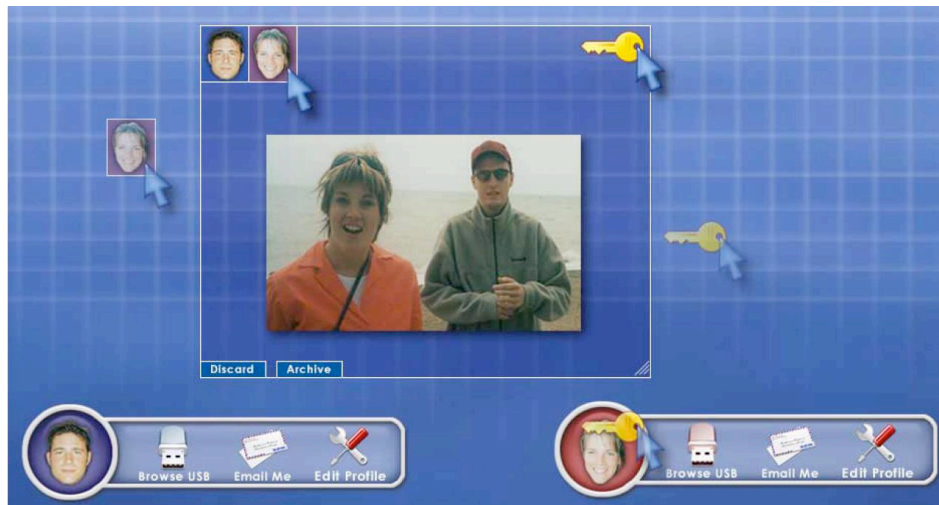 Discard
Archive
Browse USB
Email Me
Edit Profile
Browse USB
Email Me
Edit Profile